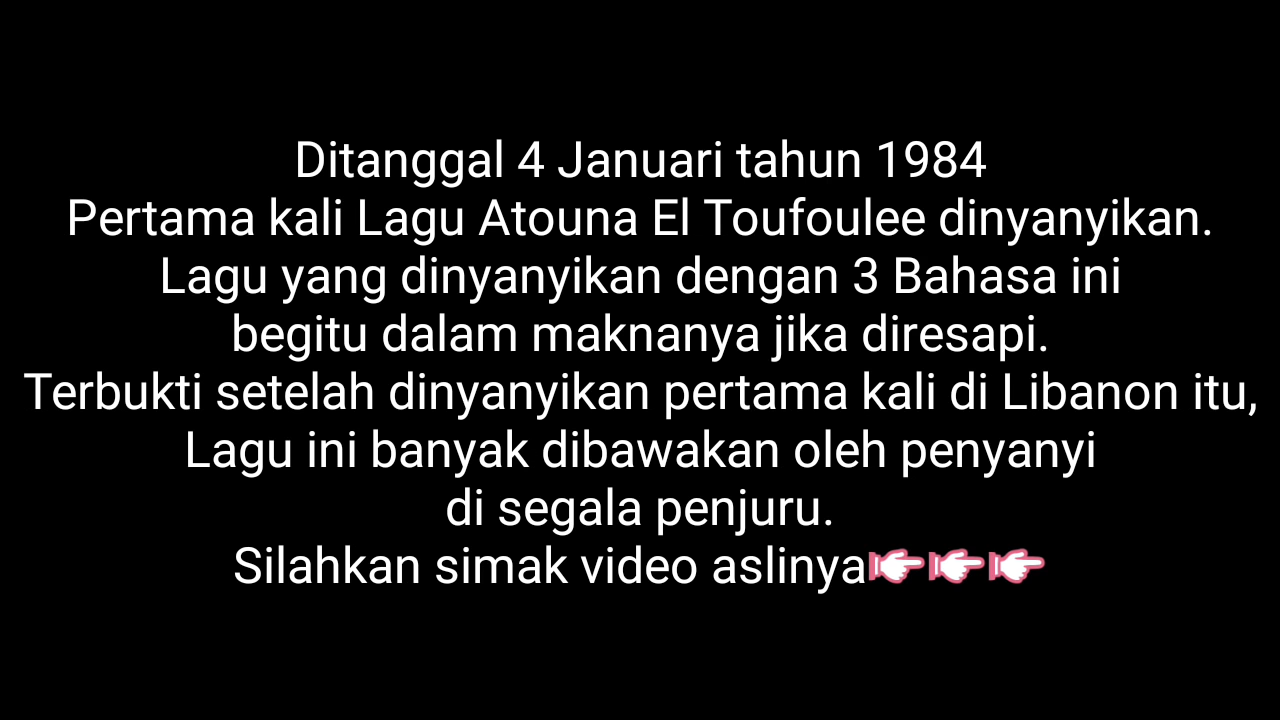 Ditanggal 4 Januari tahun 1984
Pertama kali Lagu Atouna El Toufoulee dinyanyikan.
Lagu yang dinyanyikan dengan 3 Bahasa ini
begitu dalam maknanya jika diresapi.
Terbukti setelah dinyanyikan pertama kali di Libanon itu,
Lagu ini banyak dibawakan oleh penyanyi
di segala penjuru.
Silahkan simak video aslinya👉👉👉